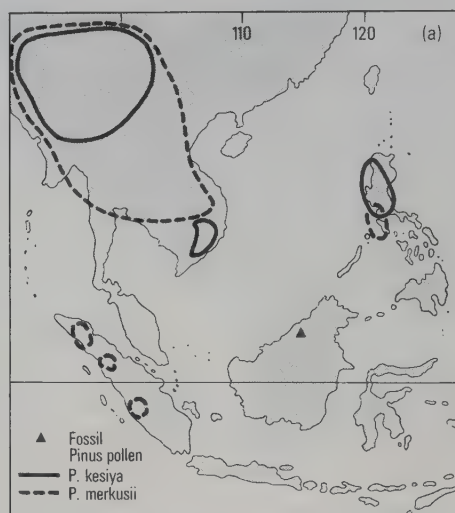 110 120 (a)
Fossil
Pinus pollen
P. kesiya
P. merkusii